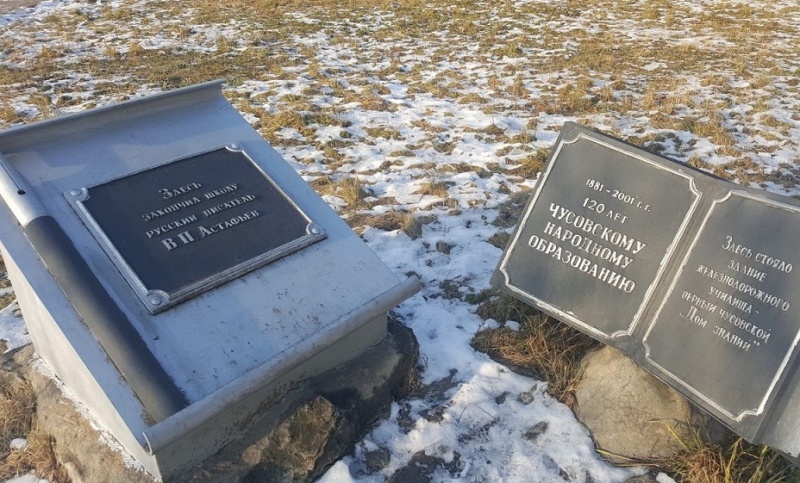 Здесь
закончил школу
русский писатель
В П Астафьев
1881 - 2001 г.г.
120 лет
Чусовскому
народному
образованию
Здесь стояло
здание
железнодорожного
училища -
первый чусовской
"Дом знаний"